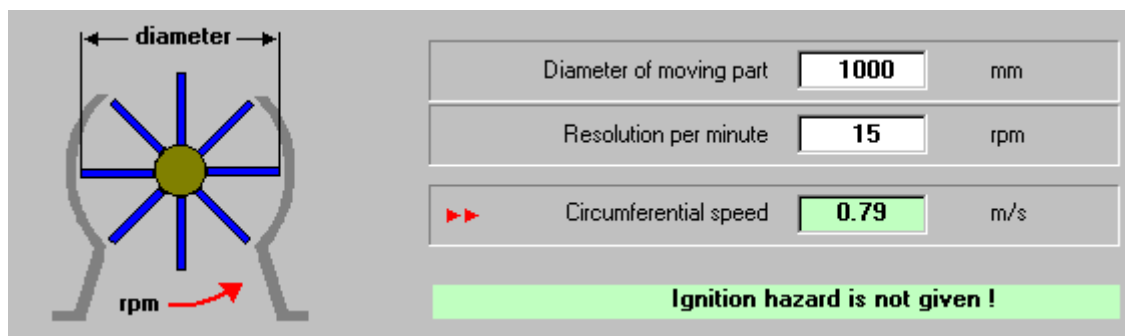 diameter
rpm
Diameter of moving part 1000 mm
Resolution per minute 15 rpm
Circumferential speed 0.79 m/s
Ignition hazard is not given !